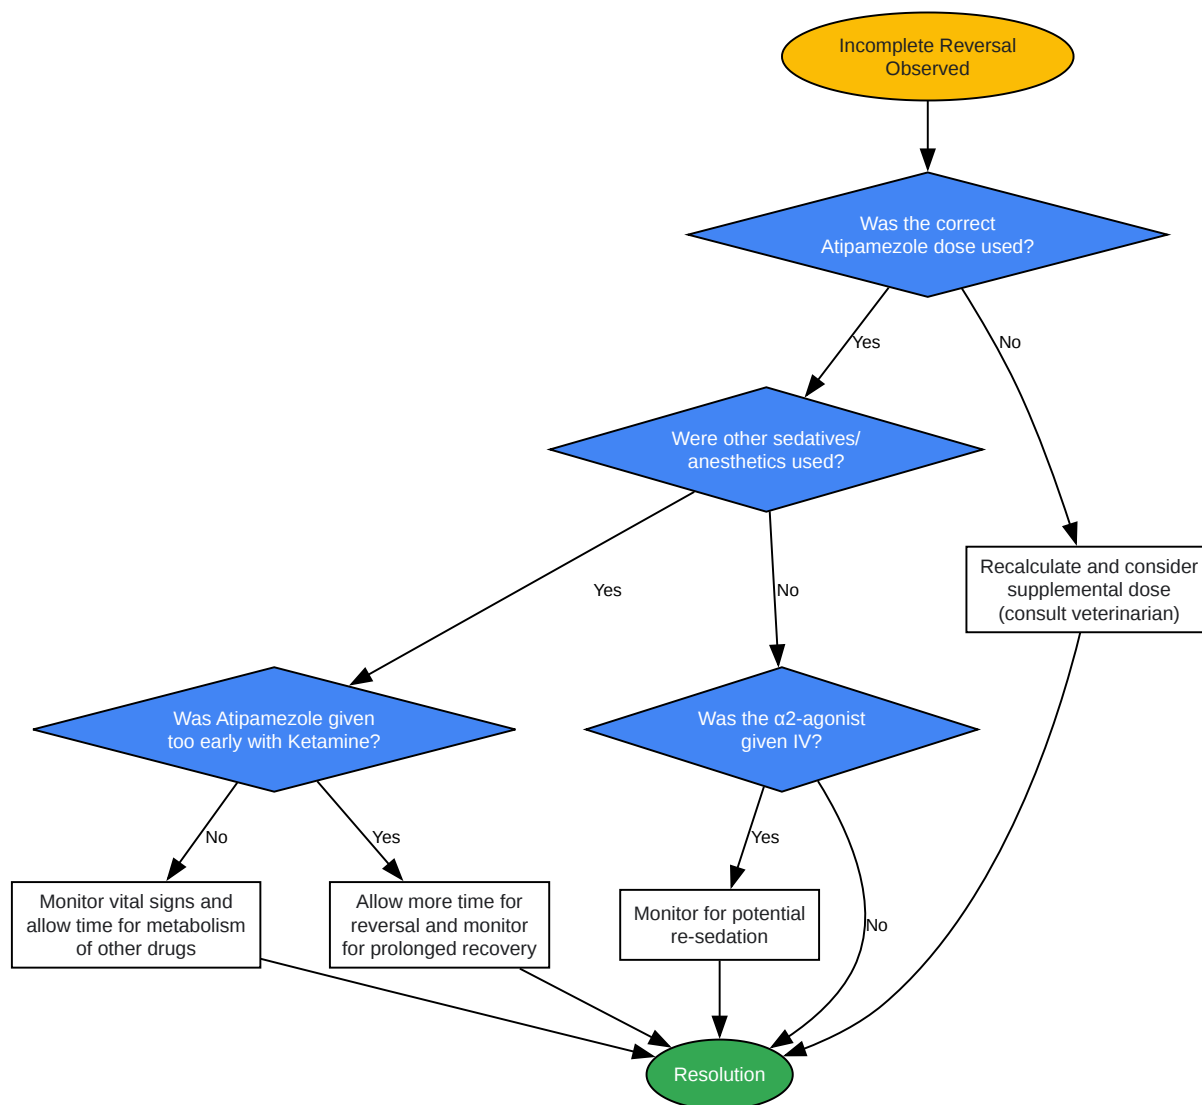 Incomplete Reversal
Observed
Was the correct
Atipamezole dose used?
Yes
No
Were other sedatives/
anesthetics used?
Recalculate and consider
supplemental dose
(consult veterinarian)
Yes
No
Was Atipamezole given
too early with Ketamine?
Was the α2-agonist
given IV?
No
Yes
Yes
No
Monitor vital signs and
allow time for metabolism
of other drugs
Allow more time for
reversal and monitor
for prolonged recovery
Monitor for potential
re-sedation
Resolution